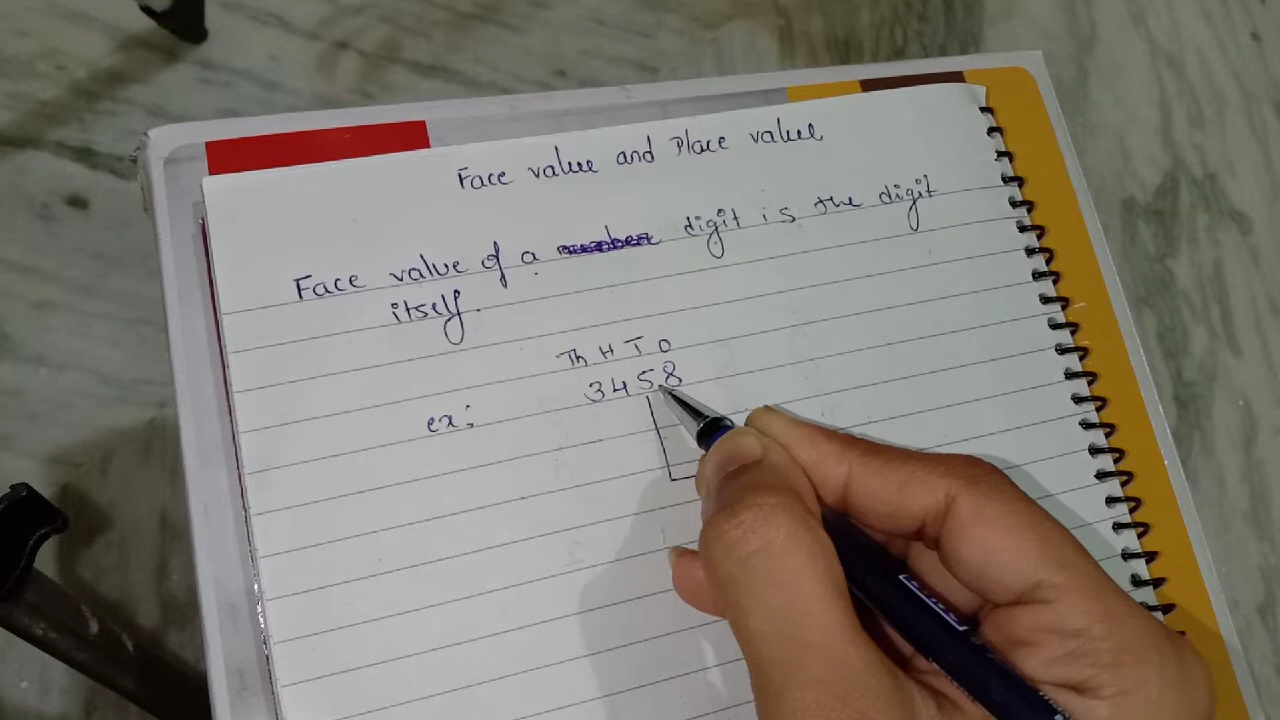 Face value and Place value
Face value of a digit is the digit
itself.
Th H T O
ex: 3458